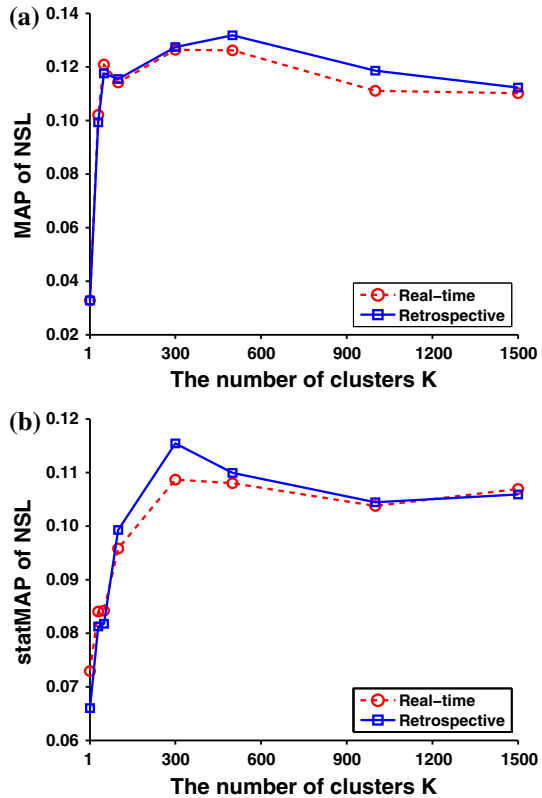 (a)
0.14
0.12
0.10
0.08
0.06
0.04
0.02
MAP of NSL
Real-time
Retrospective
1 300 600 900 1200 1500
The number of clusters K
(b)
0.12
0.11
0.10
0.09
0.08
0.07
0.06
statMAP of NSL
Real-time
Retrospective
1 300 600 900 1200 1500
The number of clusters K